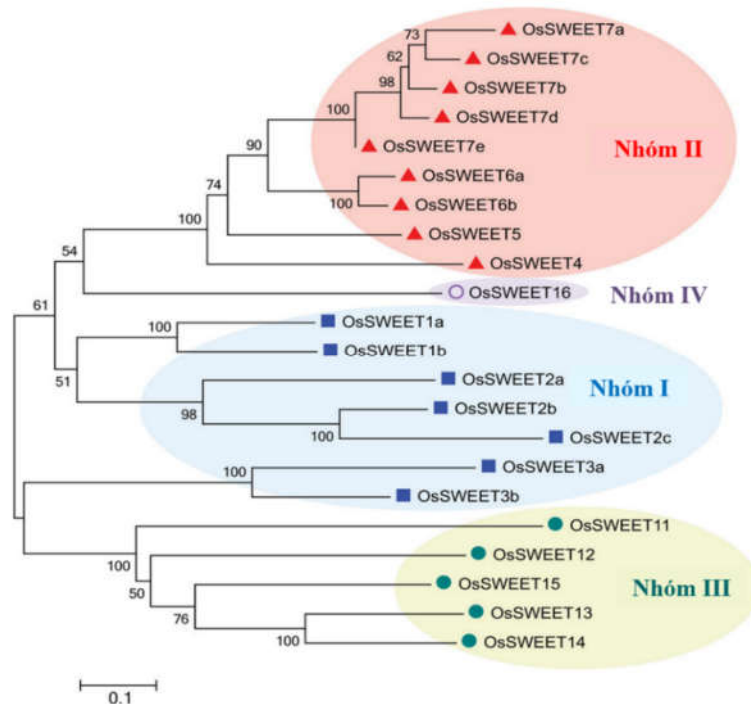 73 OsSWEET7a
62 OsSWEET7c
98 OsSWEET7b
100 OsSWEET7d
OsSWEET7e
Nhóm II
90 OsSWEET6a
100 OsSWEET6b
74 OsSWEET5
100 OsSWEET4
54 OsSWEET16
Nhóm IV
61
100 OsSWEET1a
OsSWEET1b
51
OsSWEET2a
Nhóm I
98 OsSWEET2b
100 OsSWEET2c
100 OsSWEET3a
OsSWEET3b
OsSWEET11
100 OsSWEET12
50 OsSWEET15
Nhóm III
76 OsSWEET13
100 OsSWEET14
0.1